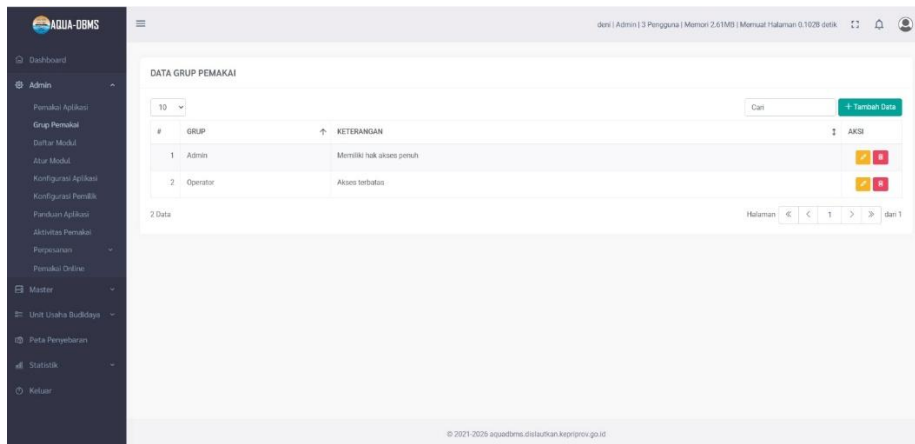 AQUA-DBMS
deni | Admin | 3 Pengguna | Memori 2,61MB | Memuat Halaman 0.1028 detik
Dashboard
Admin
Pemakai Aplikasi
Grup Pemakai
Daftar Modul
Atur Modul
Konfigurasi Aplikasi
Konfigurasi Pemilik
Panduan Aplikasi
Aktivitas Pemakai
Perpesanan
Pemakai Online
Master
Unit Usaha Budidaya
Peta Penyebaran
Statistik
Keluar
DATA GRUP PEMAKAI
10
Cari
+ Tambah Data
# GRUP KETERANGAN AKSI
1 Admin Memiliki hak akses penuh
2 Operator Akses terbatas
2 Data
Halaman « < 1 > » dari 1
© 2021-2026 aquadbms.dislautkan.kepriprov.go.id